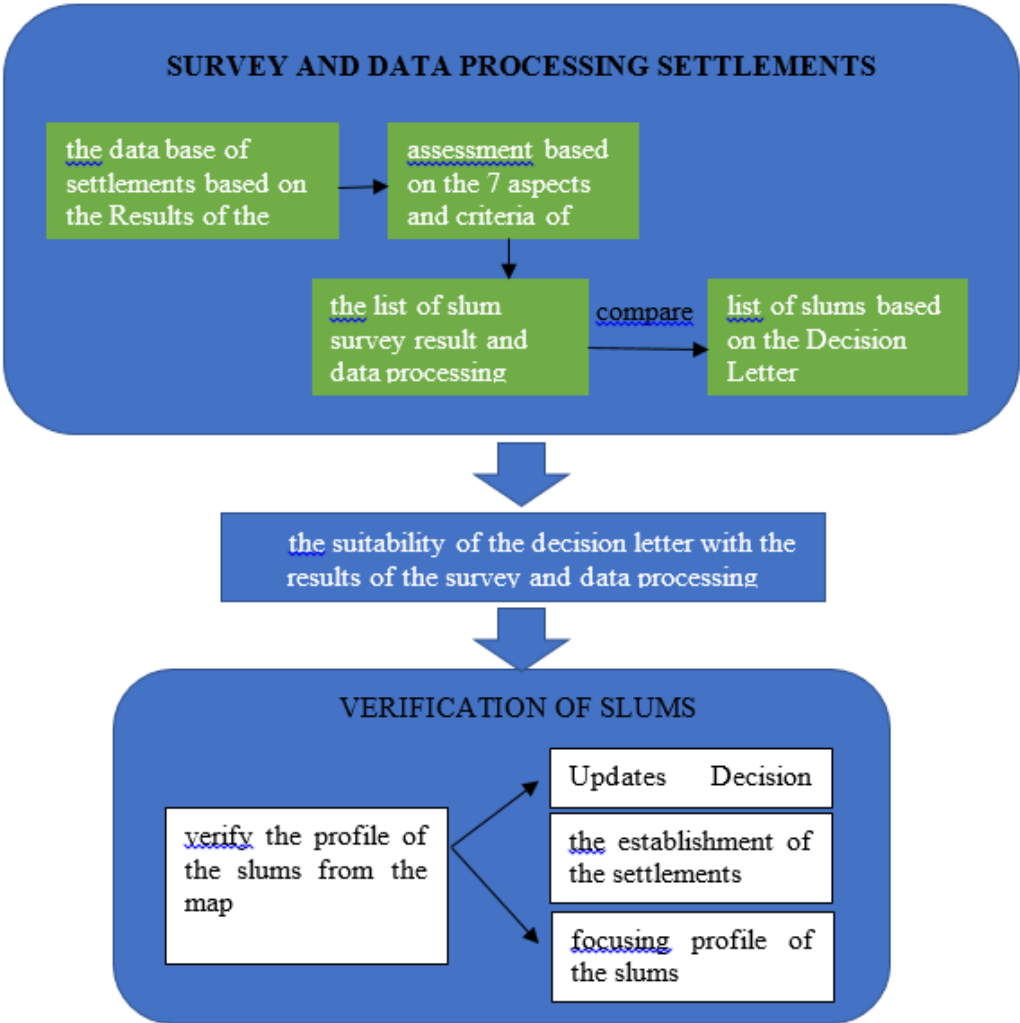 SURVEY AND DATA PROCESSING SETTLEMENTS
the data base of
settlements based on
the Results of the
assessment based
on the 7 aspects
and criteria of
the list of slum
survey result and
data processing
compare
list of slums based
on the Decision
Letter
the suitability of the decision letter with the
results of the survey and data processing
VERIFICATION OF SLUMS
verify the profile of
the slums from the
map
Updates Decision
the establishment of
the settlements
focusing profile of
the slums